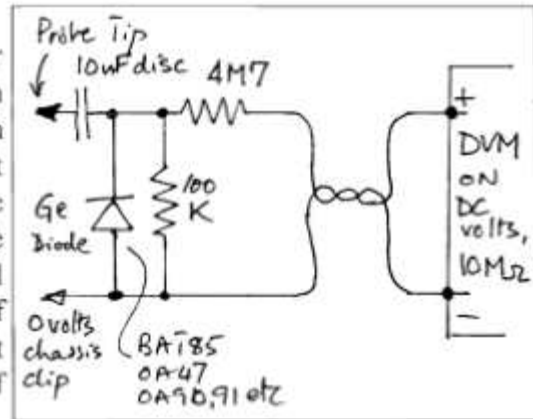 Probe Tip
10nF disc
4M7
+
DVM
ON
DC
volts,
10MΩ
-
100
K
Ge
Diode
0 volts
chassis
clip
BAT85
OA47
OA90,91 etc